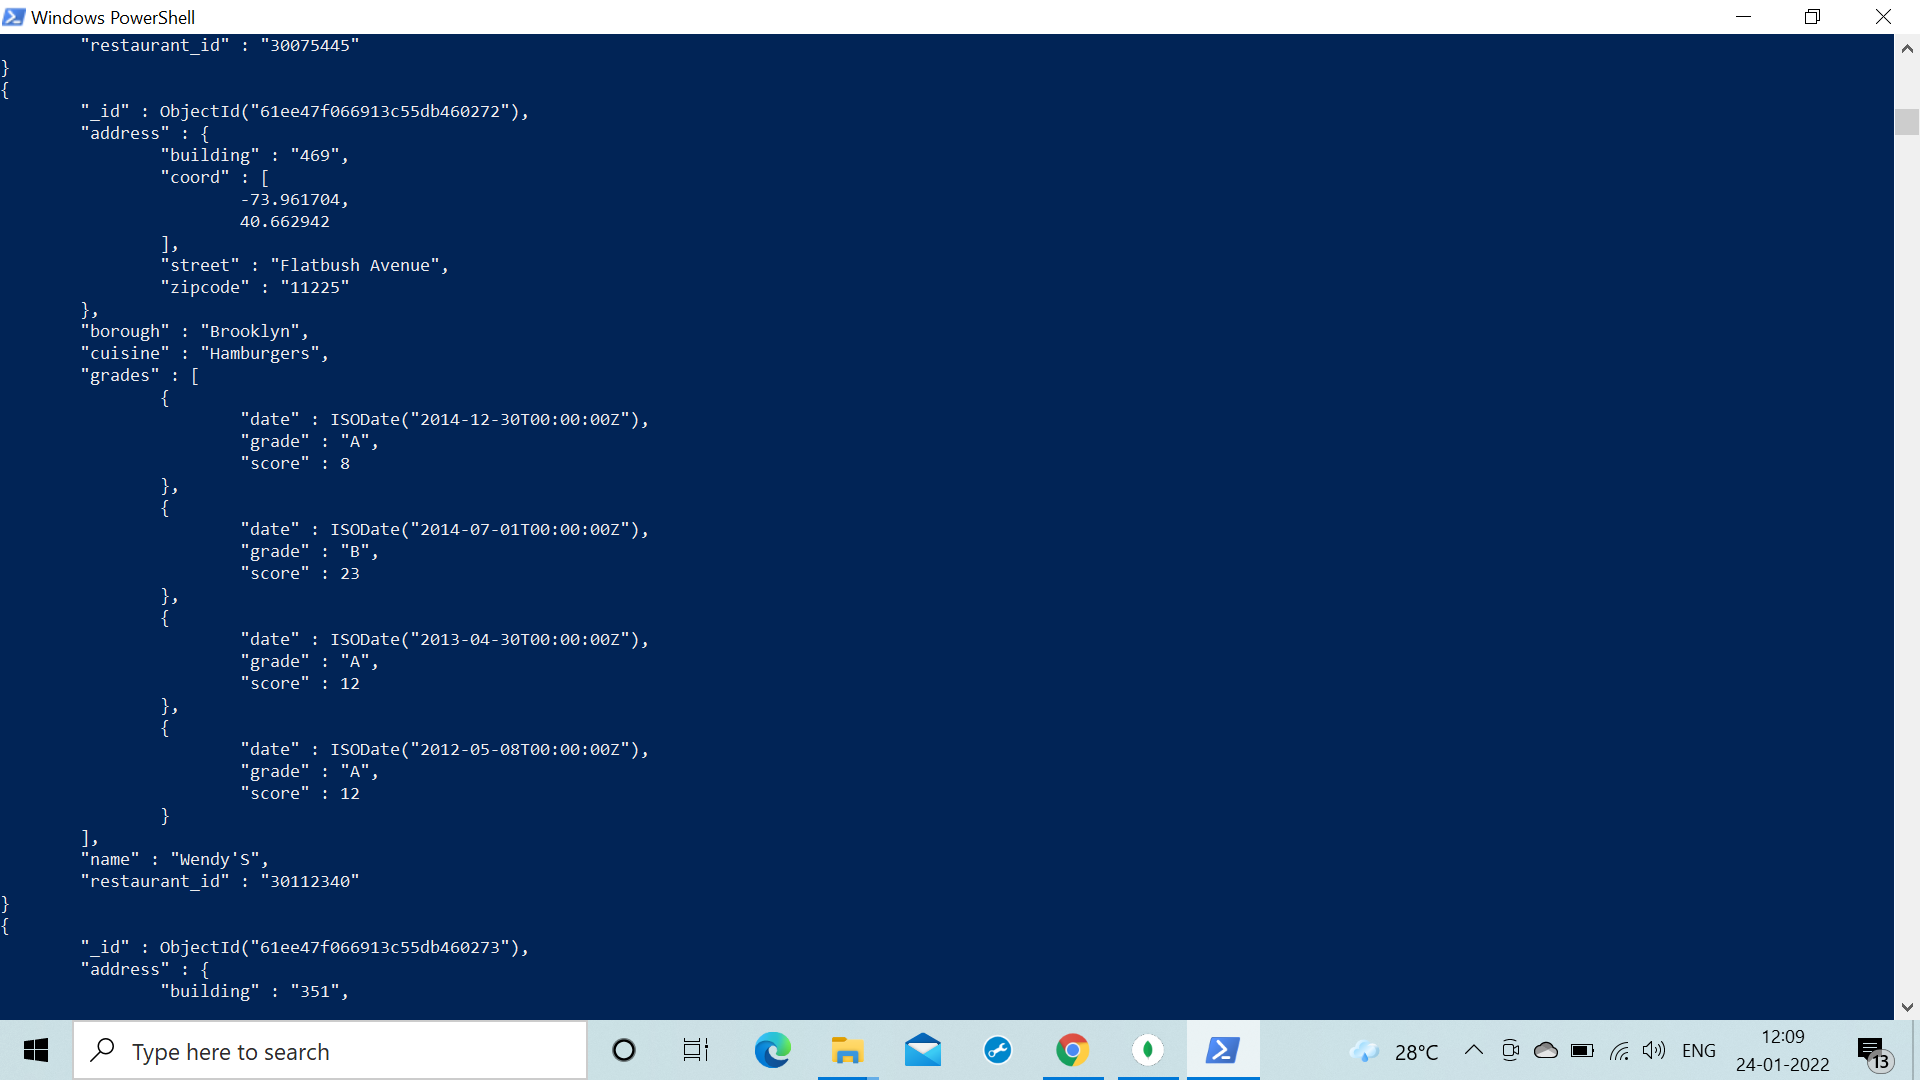 Windows PowerShell
"restaurant_id" : "30075445"
}
{
"_id" : ObjectId("61ee47f066913c55db460272"),
"address" : {
"building" : "469",
"coord" : [
-73.961704,
40.662942
],
"street" : "Flatbush Avenue",
"zipcode" : "11225"
},
"borough" : "Brooklyn",
"cuisine" : "Hamburgers",
"grades" : [
{
"date" : ISODate("2014-12-30T00:00:00Z"),
"grade" : "A",
"score" : 8
},
{
"date" : ISODate("2014-07-01T00:00:00Z"),
"grade" : "B",
"score" : 23
},
{
"date" : ISODate("2013-04-30T00:00:00Z"),
"grade" : "A",
"score" : 12
},
{
"date" : ISODate("2012-05-08T00:00:00Z"),
"grade" : "A",
"score" : 12
}
],
"name" : "Wendy'S",
"restaurant_id" : "30112340"
}
{
"_id" : ObjectId("61ee47f066913c55db460273"),
"address" : {
"building" : "351",
Type here to search
28°C
ENG
12:09
24-01-2022
13